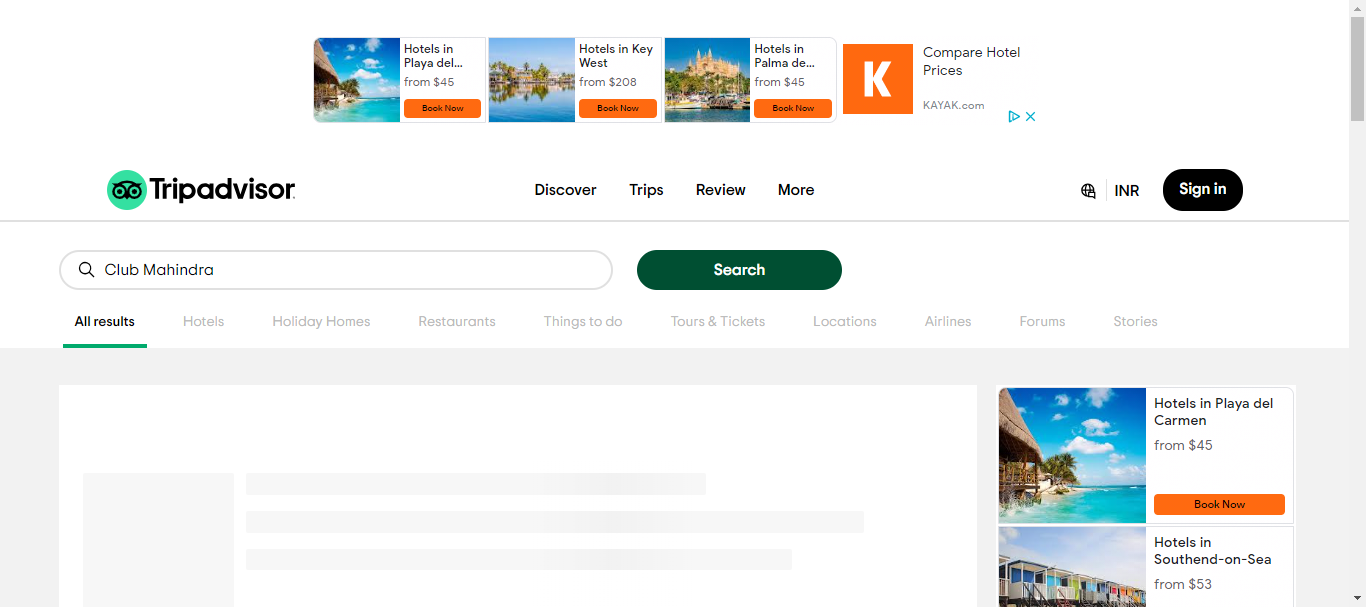 Hotels in
Playa del...
from $45
Book Now
Hotels in Key
West
from $208
Book Now
Hotels in
Palma de...
from $45
Book Now
K
Compare Hotel
Prices
KAYAK.com
Tripadvisor
Discover
Trips
Review
More
INR
Sign in
Club Mahindra
Search
All results
Hotels
Holiday Homes
Restaurants
Things to do
Tours & Tickets
Locations
Airlines
Forums
Stories
Hotels in Playa del
Carmen
from $45
Book Now
Hotels in
Southend-on-Sea
from $53